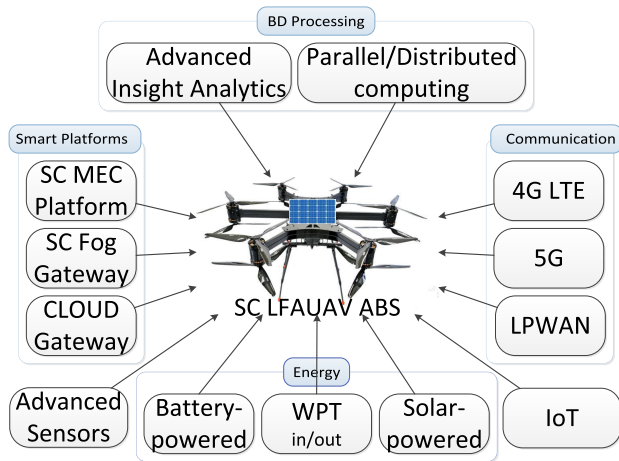 BD Processing
Advanced
Insight Analytics
Parallel/Distributed
computing
Smart Platforms
SC MEC
Platform
SC Fog
Gateway
CLOUD
Gateway
Communication
4G LTE
5G
LPWAN
SC LFAUAV ABS
Energy
Advanced
Sensors
Battery-
powered
WPT
in/out
Solar-
powered
IoT